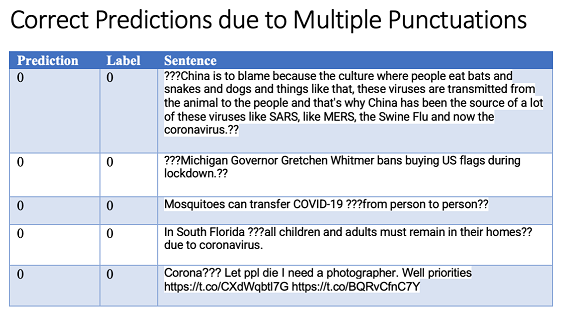 Correct Predictions due to Multiple Punctuations
Prediction Label Sentence
0 0 ???China is to blame because the culture where people eat bats and
snakes and dogs and things like that, these viruses are transmitted from
the animal to the people and that's why China has been the source of a lot
of these viruses like SARS, like MERS, the Swine Flu and now the
coronavirus.??
0 0 ???Michigan Governor Gretchen Whitmer bans buying US flags during
lockdown.??
0 0 Mosquitoes can transfer COVID-19 ???from person to person??
0 0 In South Florida ???all children and adults must remain in their homes??
due to coronavirus.
0 0 Corona??? Let ppl die I need a photographer. Well priorities
https://t.co/CXdWqbtl7G https://t.co/BQRvCfnC7Y